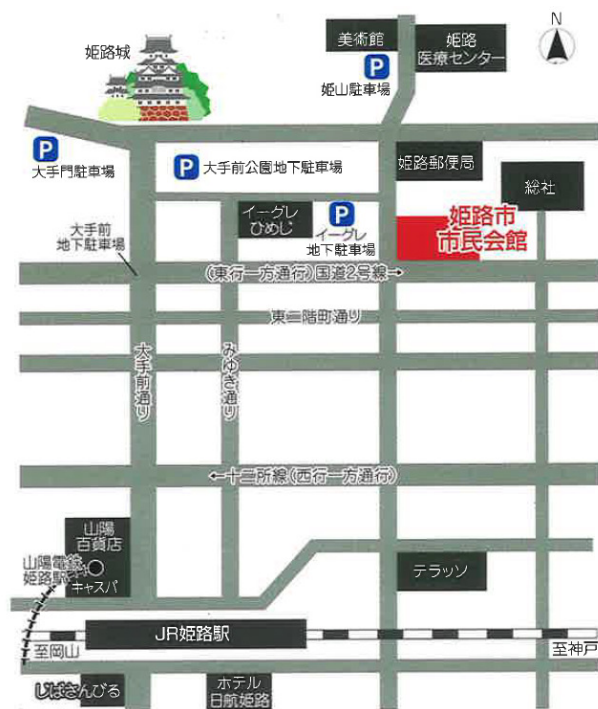 N
姫路城
美術館
姫路
医療センター
P
姫山駐車場
P
大手門駐車場
P
大手前公園地下駐車場
姫路郵便局
総社
イーグレ
ひめじ
P
イーグレ
地下駐車場
姫路市
市民会館
大手前
地下駐車場
(東行一方通行)国道2号線→
東二階町通り
大手前通り
みゆき通り
←十二所線(西行一方通行)
山陽
百貨店
山陽電鉄
姫路駅
キャスパ
テラッソ
JR姫路駅
至岡山
至神戸
じばさんびる
ホテル
日航姫路